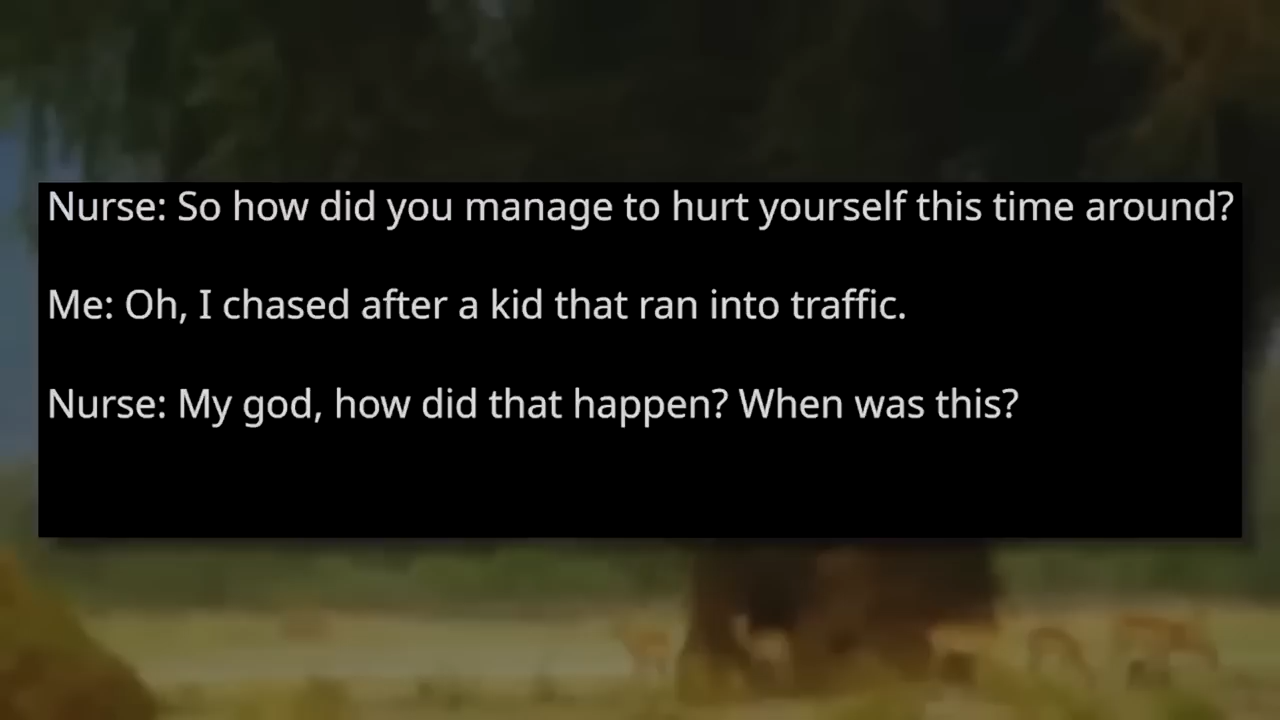 Nurse: So how did you manage to hurt yourself this time around?
Me: Oh, I chased after a kid that ran into traffic.
Nurse: My god, how did that happen? When was this?